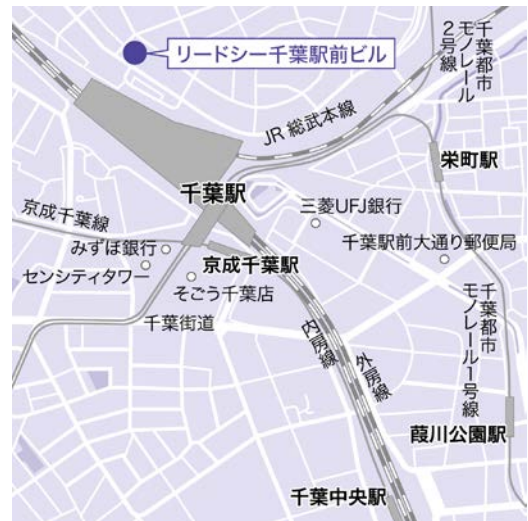 リードシー千葉駅前ビル
千葉都市
モノレール
2号線
JR 総武本線
栄町駅
千葉駅
京成千葉線
三菱UFJ銀行
みずほ銀行
千葉駅前大通り郵便局
センシティタワー
京成千葉駅
そごう千葉店
千葉街道
内房線
外房線
千葉都市
モノレール1号線
葭川公園駅
千葉中央駅